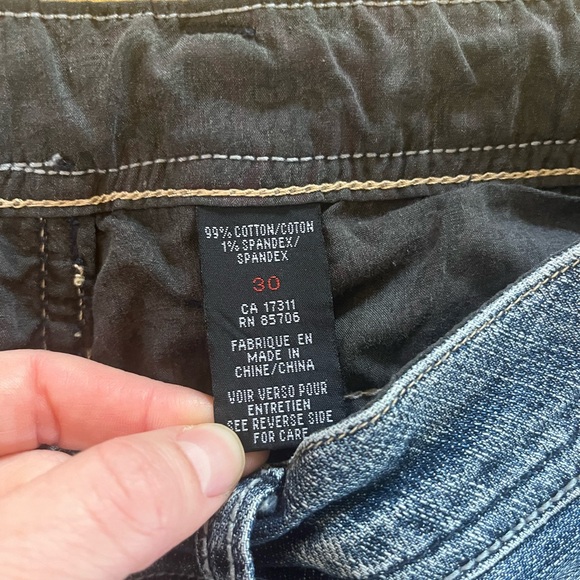 99% COTTON/COTON
1% SPANDEX/
SPANDEX
30
CA 17311
RN 85706
FABRIQUE EN
MADE IN
CHINE/CHINA
VOIR VERSO POUR
ENTRETIEN
SEE REVERSE SIDE
FOR CARE